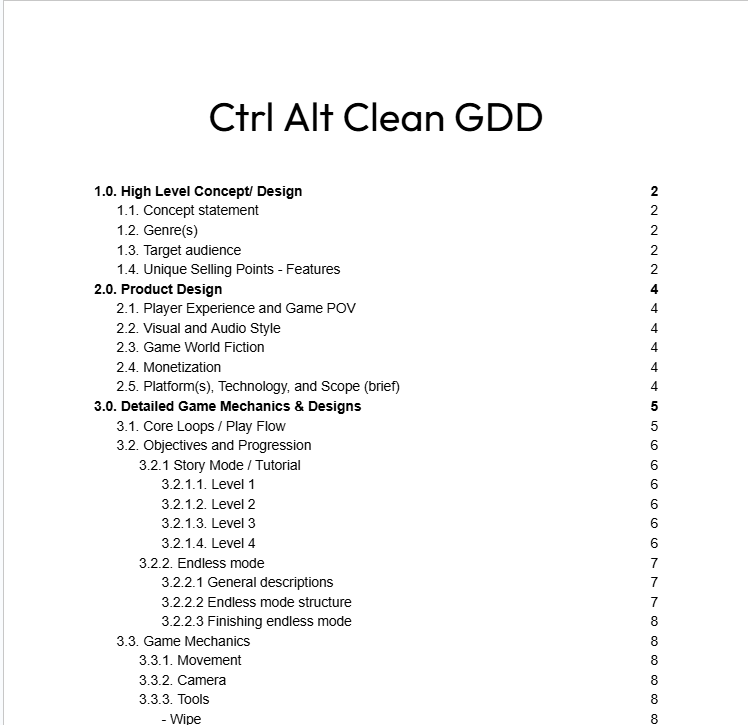 Ctrl Alt Clean GDD
1.0. High Level Concept/ Design 2
1.1. Concept statement 2
1.2. Genre(s) 2
1.3. Target audience 2
1.4. Unique Selling Points - Features 2
2.0. Product Design 4
2.1. Player Experience and Game POV 4
2.2. Visual and Audio Style 4
2.3. Game World Fiction 4
2.4. Monetization 4
2.5. Platform(s), Technology, and Scope (brief) 4
3.0. Detailed Game Mechanics & Designs 5
3.1. Core Loops / Play Flow 5
3.2. Objectives and Progression 6
3.2.1 Story Mode / Tutorial 6
3.2.1.1. Level 1 6
3.2.1.2. Level 2 6
3.2.1.3. Level 3 6
3.2.1.4. Level 4 6
3.2.2. Endless mode 7
3.2.2.1 General descriptions 7
3.2.2.2 Endless mode structure 7
3.2.2.3 Finishing endless mode 8
3.3. Game Mechanics 8
3.3.1. Movement 8
3.3.2. Camera 8
3.3.3. Tools 8
- Wipe 8